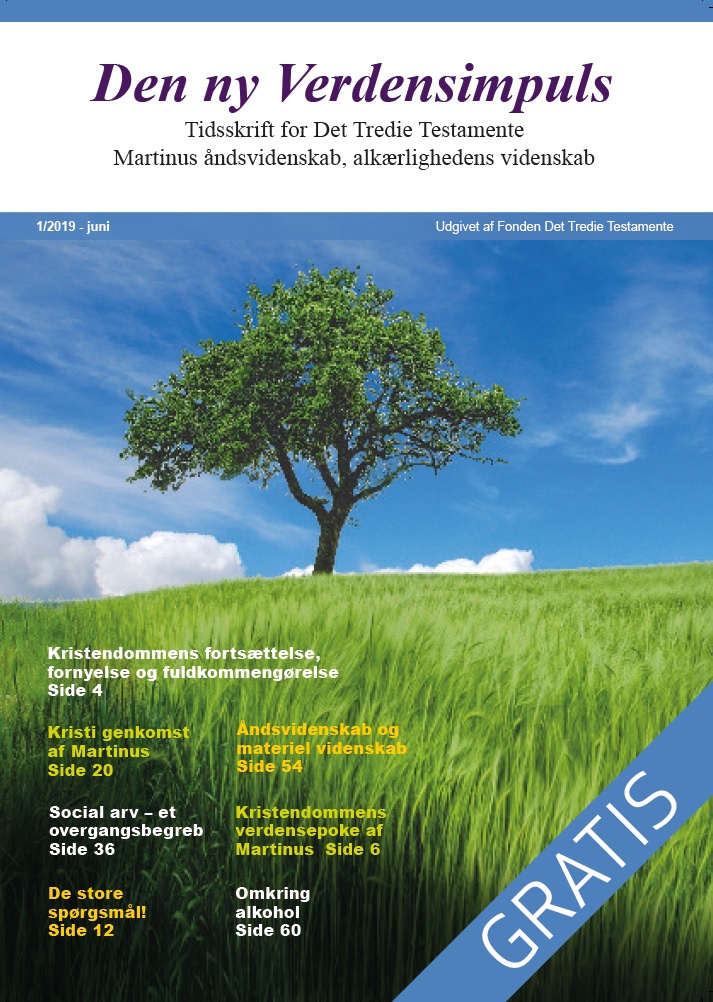 Den ny Verdensimpuls
Tidsskrift for Det Tredie Testamente
Martinus åndsvidenskab, alkærlighedens videnskab
1/2019 - juni
Udgivet af Fonden Det Tredie Testamente
Kristendommens fortsættelse,
fornyelse og fuldkommengørelse
Side 4
Kristi genkomst
af Martinus
Side 20
Åndsvidenskab og
materiel videnskab
Side 54
Social arv – et
overgangsbegreb
Side 36
Kristendommens
verdensepoke af
Martinus Side 6
De store
spørgsmål!
Side 12
Omkring
alkohol
Side 60
GRATIS